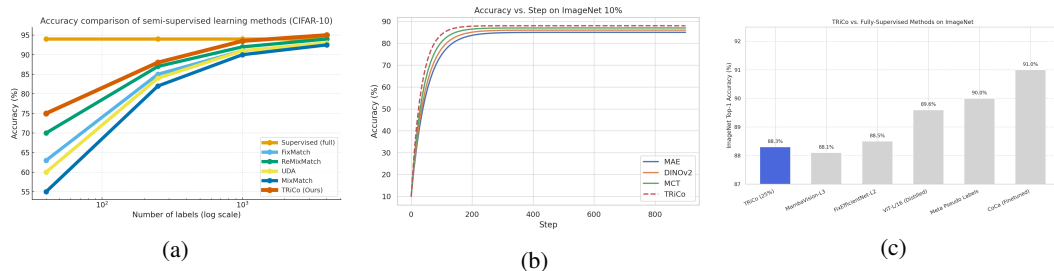 Accuracy comparison of semi-supervised learning methods (CIFAR-10)
Accuracy (%)
95
90
85
80
75
70
65
60
55
10²
10³
Number of labels (log scale)
Supervised (full)
FixMatch
ReMixMatch
UDA
MixMatch
TRiCo (Ours)
(a)
Accuracy vs. Step on ImageNet 10%
Accuracy (%)
90
80
70
60
50
40
30
20
10
0
200
400
600
800
Step
MAE
DINOv2
MCT
TRiCo
(b)
TRiCo vs. Fully-Supervised Methods on ImageNet
ImageNet Top-1 Accuracy (%)
92
91
90
89
88
87
88.3%
88.1%
88.5%
89.6%
90.0%
91.0%
TRiCo (25%)
MambaVision-L3
FixEfficientNet-L2
ViT-L/16 (Distilled)
Meta Pseudo Labels
CoCa (Finetuned)
(c)